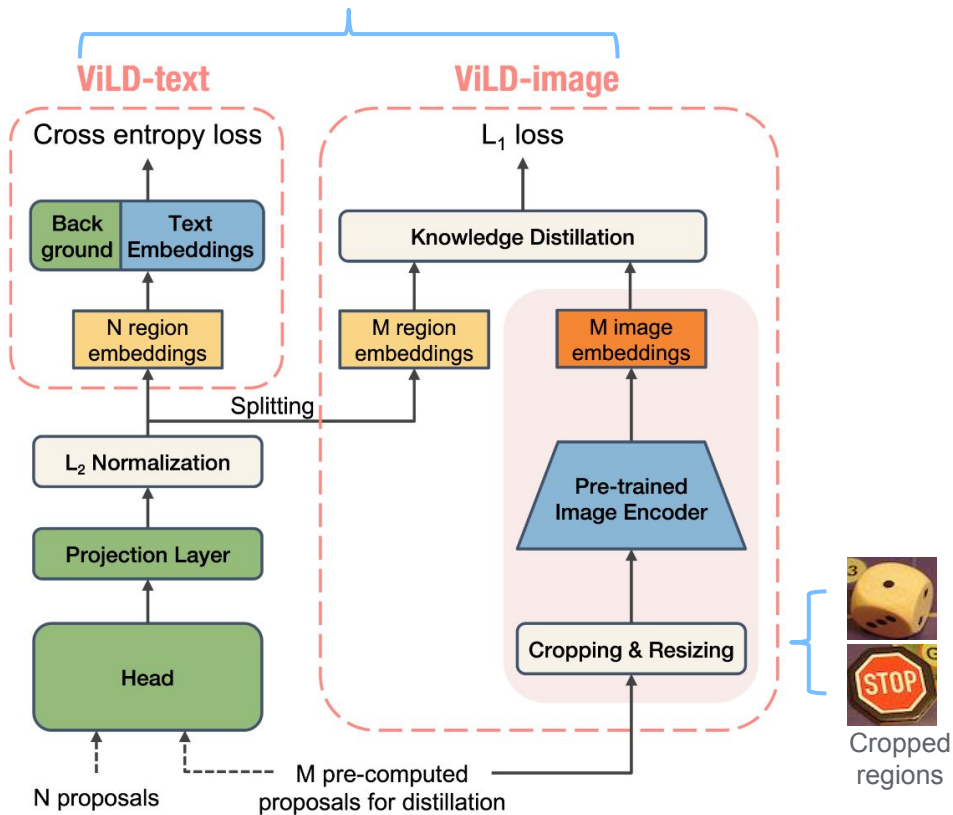 ViLD-text
ViLD-image
Cross entropy loss
L₁ loss
Back
ground
Text
Embeddings
Knowledge Distillation
N region
embeddings
M region
embeddings
M image
embeddings
Splitting
L₂ Normalization
Pre-trained
Image Encoder
Projection Layer
Cropping & Resizing
Head
3
G
STOP
Cropped
regions
N proposals
M pre-computed
proposals for distillation